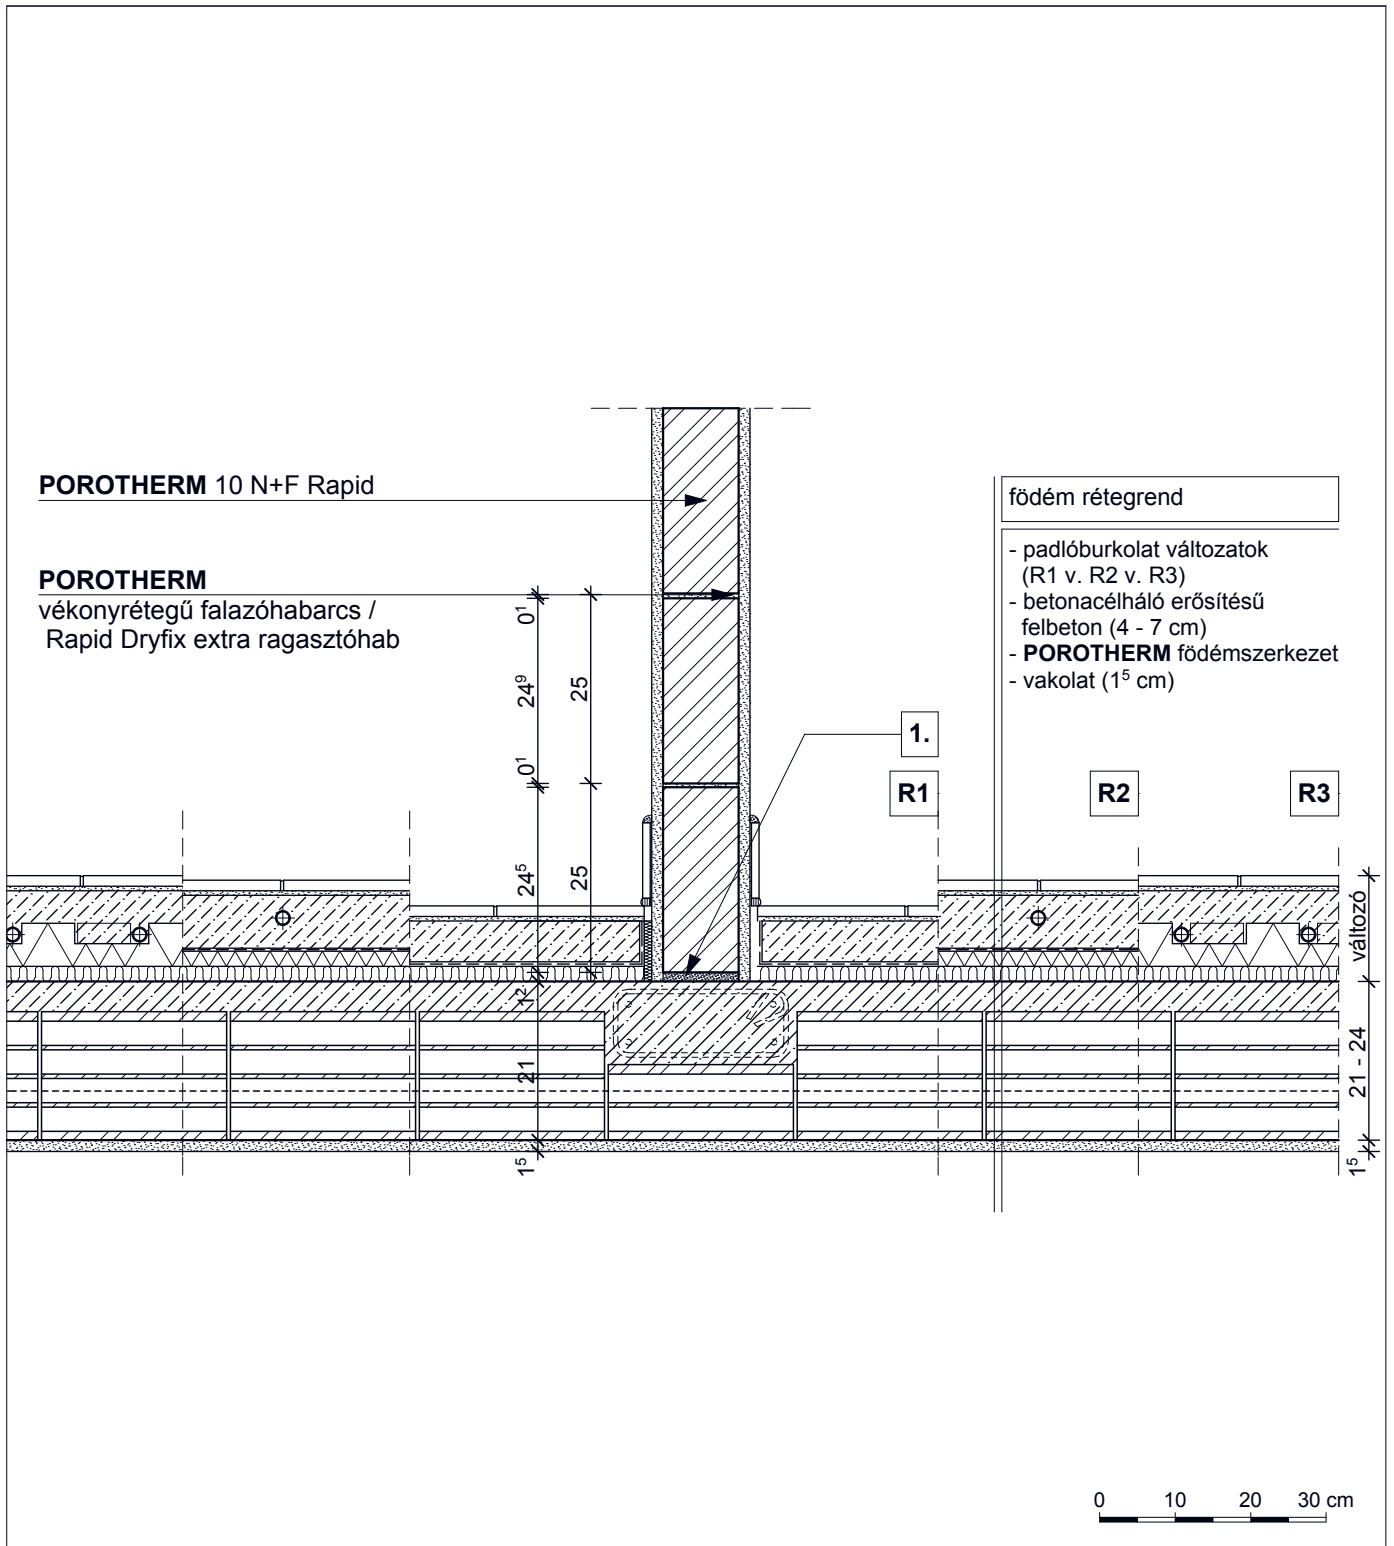 POROTHERM 10 N+F Rapid
POROTHERM
vékonyrétegű falazóhabarcs /
Rapid Dryfix extra ragasztóhab
födém rétegrend
- padlóburkolat változatok
(R1 v. R2 v. R3)
- betonacélháló erősítésű
felbeton (4 - 7 cm)
- POROTHERM födémszerkezet
- vakolat (1⁵ cm)
1.
R1
R2
R3
0¹
24⁹
25
0¹
24⁵
25
1²
21
1⁵
változó
21 - 24
1⁵
0 10 20 30 cm